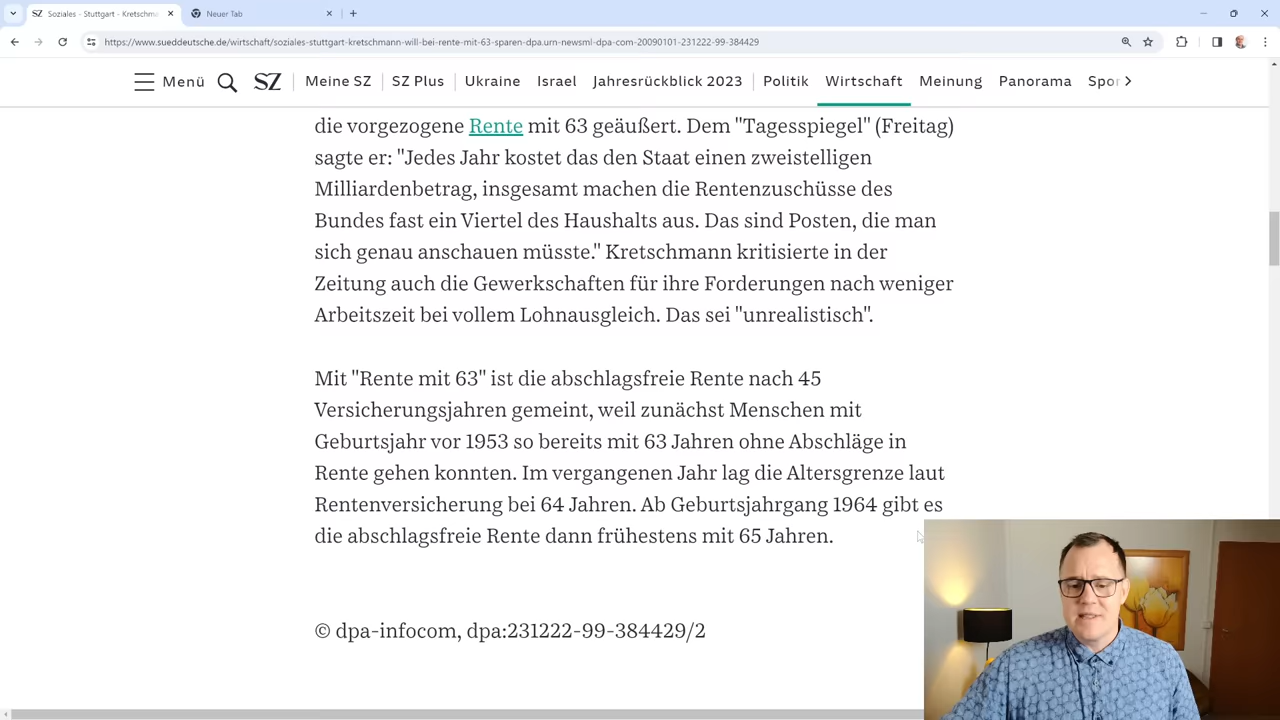 Soziales - Stuttgart - Kretschma
Neuer Tab
https://www.sueddeutsche.de/wirtschaft/soziales-stuttgart-kretschmann-will-bei-rente-mit-63-sparen-dpa.urn-newsml-dpa-com-20090101-231222-99-384429
Menü SZ Meine SZ SZ Plus Ukraine Israel Jahresrückblick 2023 Politik Wirtschaft Meinung Panorama Spor
die vorgezogene Rente mit 63 geäußert. Dem "Tagesspiegel" (Freitag)
sagte er: "Jedes Jahr kostet das den Staat einen zweistelligen
Milliardenbetrag, insgesamt machen die Rentenzuschüsse des
Bundes fast ein Viertel des Haushalts aus. Das sind Posten, die man
sich genau anschauen müsste." Kretschmann kritisierte in der
Zeitung auch die Gewerkschaften für ihre Forderungen nach weniger
Arbeitszeit bei vollem Lohnausgleich. Das sei "unrealistisch".
Mit "Rente mit 63" ist die abschlagsfreie Rente nach 45
Versicherungsjahren gemeint, weil zunächst Menschen mit
Geburtsjahr vor 1953 so bereits mit 63 Jahren ohne Abschläge in
Rente gehen konnten. Im vergangenen Jahr lag die Altersgrenze laut
Rentenversicherung bei 64 Jahren. Ab Geburtsjahrgang 1964 gibt es
die abschlagsfreie Rente dann frühestens mit 65 Jahren.
© dpa-infocom, dpa:231222-99-384429/2